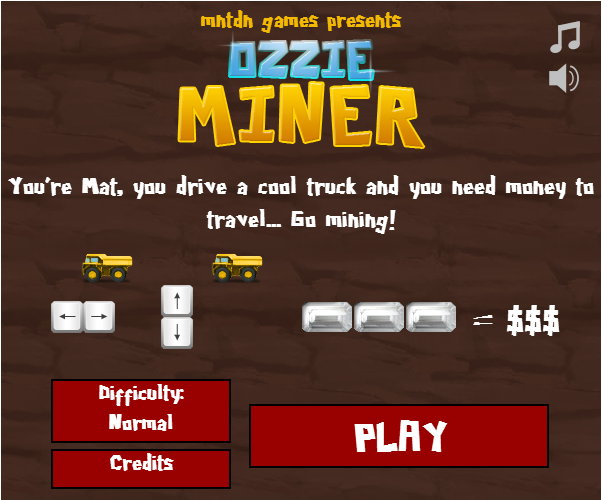 mntdn games presents
OZZIE
MINER
You're Mat, you drive a cool truck and you need money to
travel... Go mining!
← → ↑
↓
= $$$
Difficulty:
Normal
PLAY
Credits